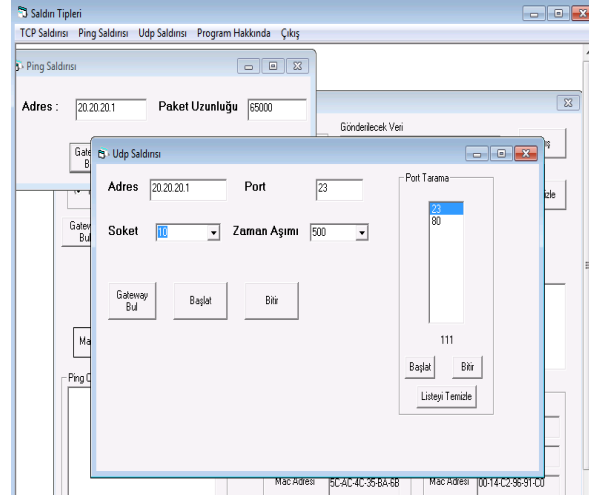 Saldırı Tipleri
TCP Saldırısı Ping Saldırısı Udp Saldırısı Program Hakkında Çıkış
Ping Saldırısı
Adres : 20.20.20.1 Paket Uzunluğu 65000
Gönderilecek Veri
Udp Saldırısı
Adres 20.20.20.1 Port 23
Soket 10 Zaman Aşımı 500
Gateway Bul
Başlat
Bitir
Port Tarama
23
80
111
Başlat Bitir
Listeyi Temizle
Mac Adresi 5C-AC-4C-35-BA-6B Mac Adresi 00-14-C2-96-91-C0